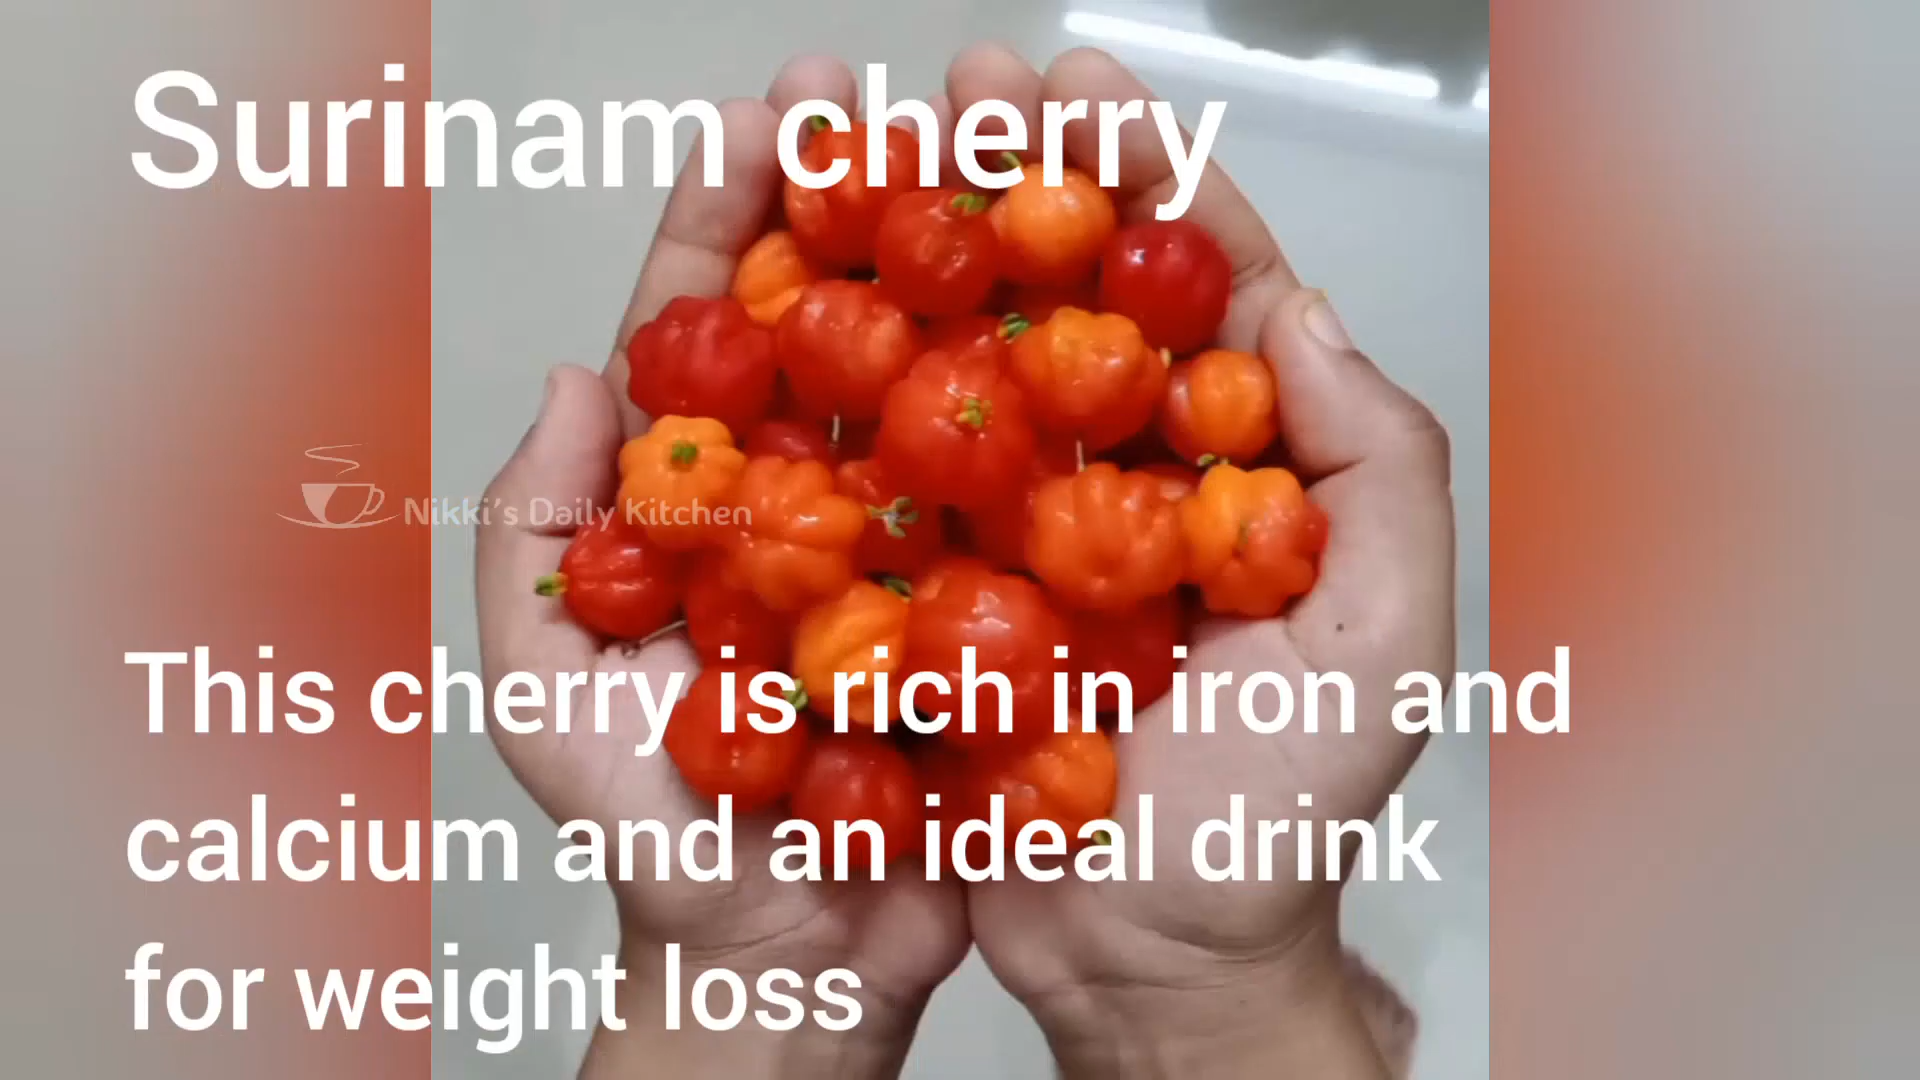 Surinam cherry
Nikki's Daily Kitchen
This cherry is rich in iron and
calcium and an ideal drink
for weight loss